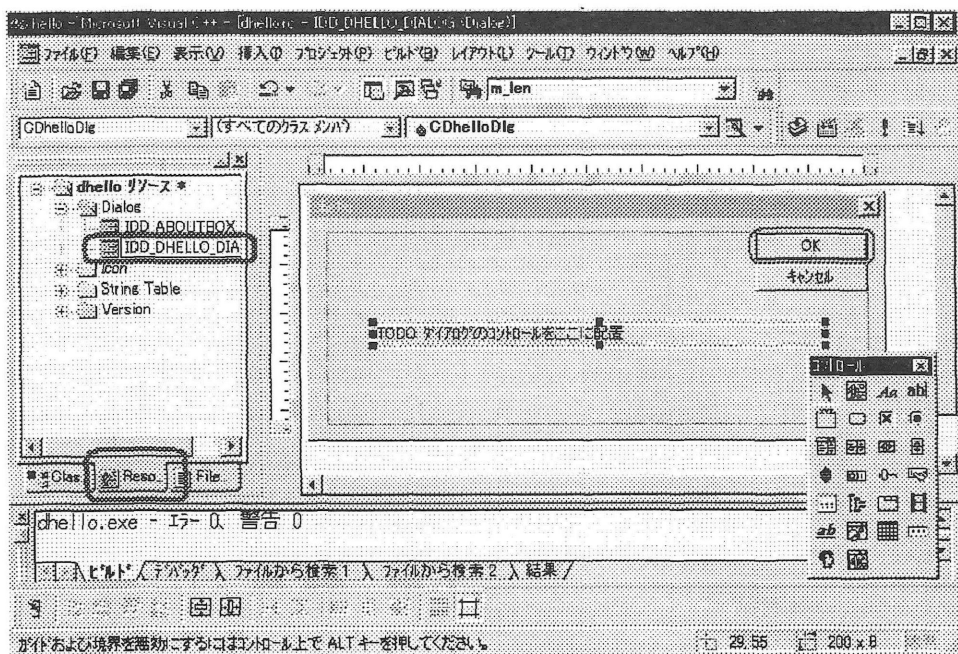 dhello - Microsoft Visual C++ - [dhello.rc - IDD_DHELLO_DIALOG (Dialog)]
ファイル(F) 編集(E) 表示(V) 挿入(I) プロジェクト(P) ビルド(B) レイアウト(L) ツール(T) ウィンドウ(W) ヘルプ(H)
m_len
CDhelloDlg (すべてのクラス メンバ) CDhelloDlg
dhello リソース *
Dialog
IDD_ABOUTBOX
IDD_DHELLO_DIA
Icon
String Table
Version
OK
キャンセル
TODO: ダイアログのコントロールをここに配置
コントロール
Aa ab|
Clas Reso.. File
dhello.exe - エラー 0、警告 0
ビルド デバッグ ファイルから検索 1 ファイルから検索 2 結果
ガイドおよび境界を無効にするにはコントロール上で ALT キーを押してください。 29, 55 200 x 8